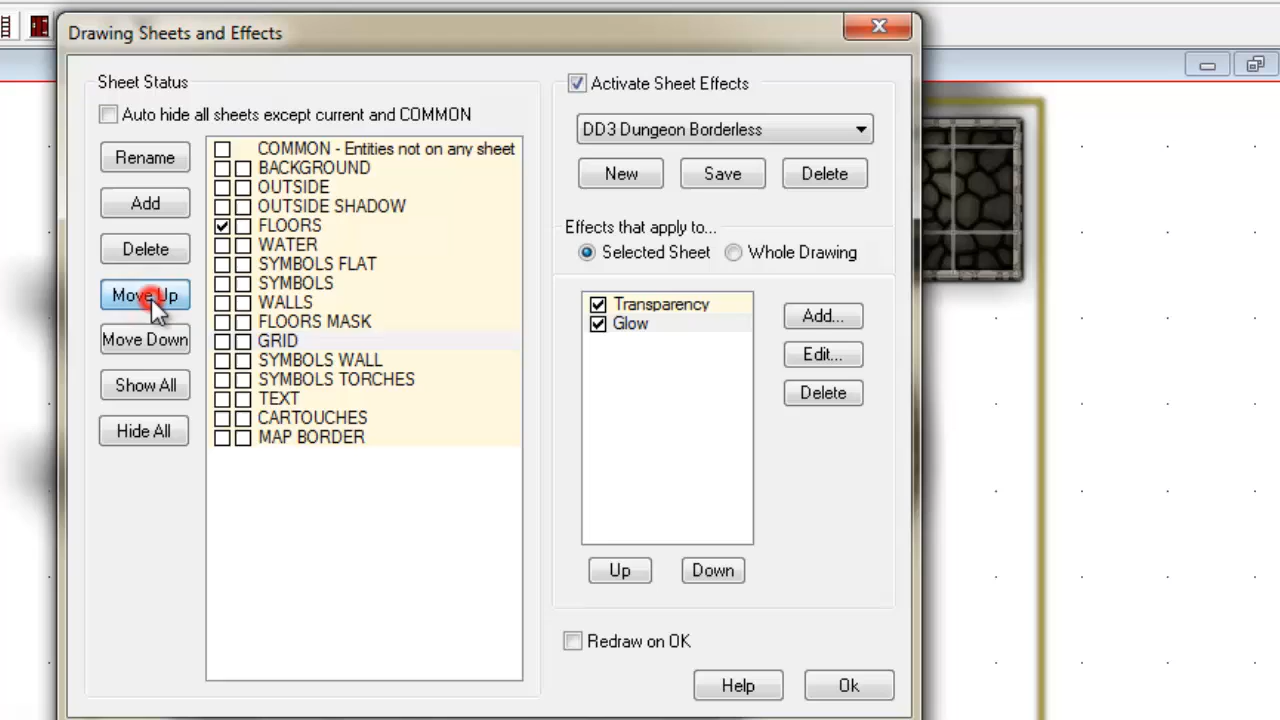 Drawing Sheets and Effects
Sheet Status
Auto hide all sheets except current and COMMON
Rename
Add
Delete
Move Up
Move Down
Show All
Hide All
COMMON - Entities not on any sheet
BACKGROUND
OUTSIDE
OUTSIDE SHADOW
FLOORS
WATER
SYMBOLS FLAT
SYMBOLS
WALLS
FLOORS MASK
GRID
SYMBOLS WALL
SYMBOLS TORCHES
TEXT
CARTOUCHES
MAP BORDER
Activate Sheet Effects
DD3 Dungeon Borderless
New
Save
Delete
Effects that apply to...
Selected Sheet
Whole Drawing
Transparency
Glow
Add...
Edit...
Delete
Up
Down
Redraw on OK
Help
Ok